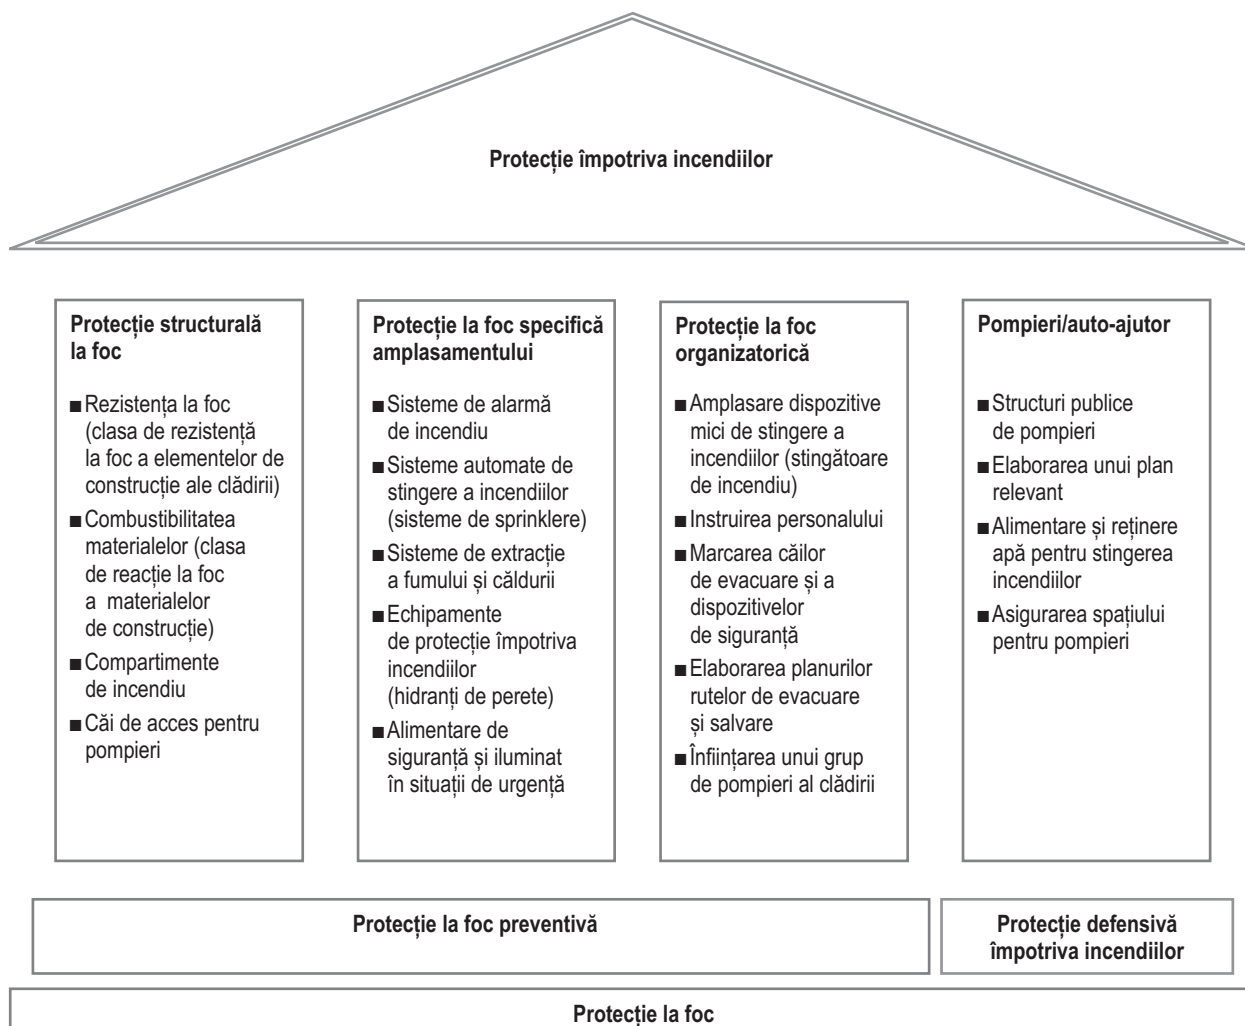 Protecție împotriva incendiilor
Protecție structurală
la foc
■ Rezistența la foc
(clasa de rezistență
la foc a elementelor de
construcție ale clădirii)
■ Combustibilitatea
materialelor (clasa
de reacție la foc
a materialelor
de construcție)
■ Compartimente
de incendiu
■ Căi de acces pentru
pompieri
Protecție la foc specifică
amplasamentului
■ Sisteme de alarmă
de incendiu
■ Sisteme automate de
stingere a incendiilor
(sisteme de sprinklere)
■ Sisteme de extracție
a fumului și căldurii
■ Echipamente
de protecție împotriva
incendiilor
(hidranți de perete)
■ Alimentare de
siguranță și iluminat
în situații de urgență
Protecție la foc
organizatorică
■ Amplasare dispozitive
mici de stingere a
incendiilor (stingătoare
de incendiu)
■ Instruirea personalului
■ Marcarea căilor
de evacuare și a
dispozitivelor
de siguranță
■ Elaborarea planurilor
rutelor de evacuare
și salvare
■ Înființarea unui grup
de pompieri al clădirii
Pompieri/auto-ajutor
■ Structuri publice
de pompieri
■ Elaborarea unui plan
relevant
■ Alimentare și reținere
apă pentru stingerea
incendiilor
■ Asigurarea spațiului
pentru pompieri
Protecție la foc preventivă
Protecție defensivă
împotriva incendiilor
Protecție la foc